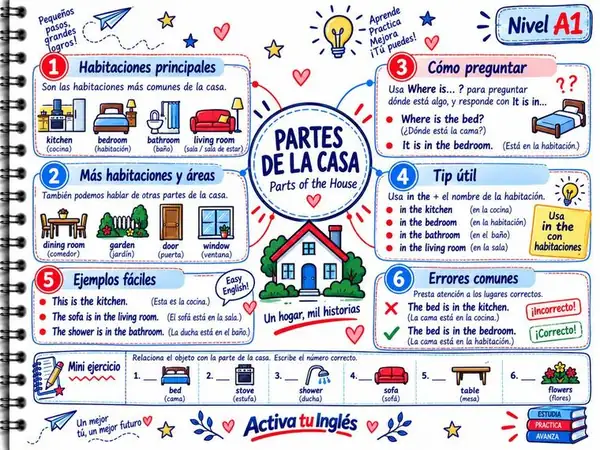 Pequeños
pasos,
grandes
logros!
Aprende
Practica
Mejora
¡Tú puedes!
Nivel A1
PARTES
DE LA CASA
Parts of the House
1 Habitaciones principales
Son las habitaciones más comunes de la casa.
kitchen bedroom bathroom living room
(cocina) (habitación) (baño) (sala / sala de estar)
2 Más habitaciones y áreas
También podemos hablar de otras partes de la casa.
dining room garden door window
(comedor) (jardín) (puerta) (ventana)
3 Cómo preguntar
Usa Where is... ? para preguntar
dónde está algo, y responde con It is in...
??
• Where is the bed?
(¿Dónde está la cama?)
• It is in the bedroom. (Está en la habitación.)
4 Tip útil
Usa in the + el nombre de la habitación.
• in the kitchen (en la cocina)
• in the bedroom (en la habitación)
• in the bathroom (en el baño)
• in the living room (en la sala)
Usa
in the
con
habitaciones
5 Ejemplos fáciles
Easy
English!
• This is the kitchen. (Esta es la cocina.)
• The sofa is in the living room. (El sofá está en la sala.)
• The shower is in the bathroom. (La ducha está en el baño.)
Un hogar, mil historias
6 Errores comunes
Presta atención a los lugares correctos.
The bed is in the kitchen. ¡Incorrecto!
(La cama está en la cocina.)
The bed is in the bedroom. ¡Correcto!
(La cama está en la habitación.)
Mini ejercicio
Relaciona el objeto con la parte de la casa. Escribe el número correcto.
1. ___ 2. ___ 3. ___ 4. ___ 5. ___ 6. ___
bed stove shower sofa table flowers
(cama) (estufa) (ducha) (sofá) (mesa) (flores)
Un mejor
tú, un mejor futuro
Activa tu Inglés
ESTUDIA
PRACTICA
AVANZA